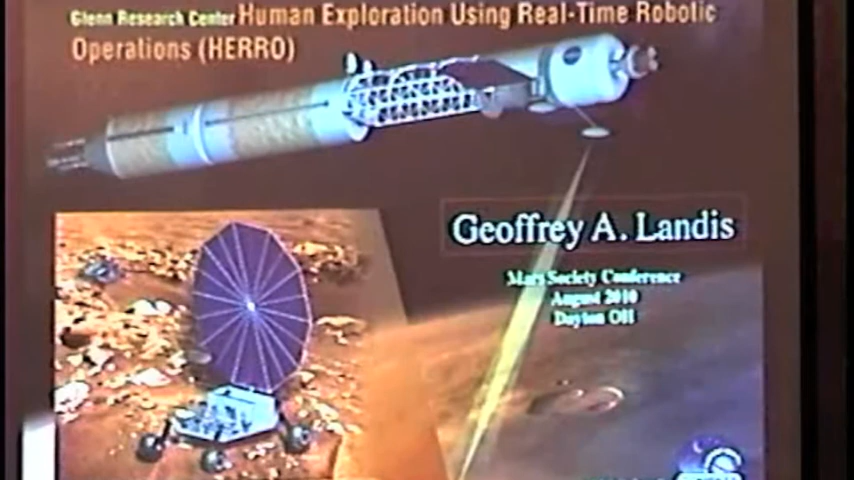 Glenn Research Center Human Exploration Using Real-Time Robotic
Operations (HERRO)
Geoffrey A. Landis
Mars Society Conference
August 2010
Dayton OH